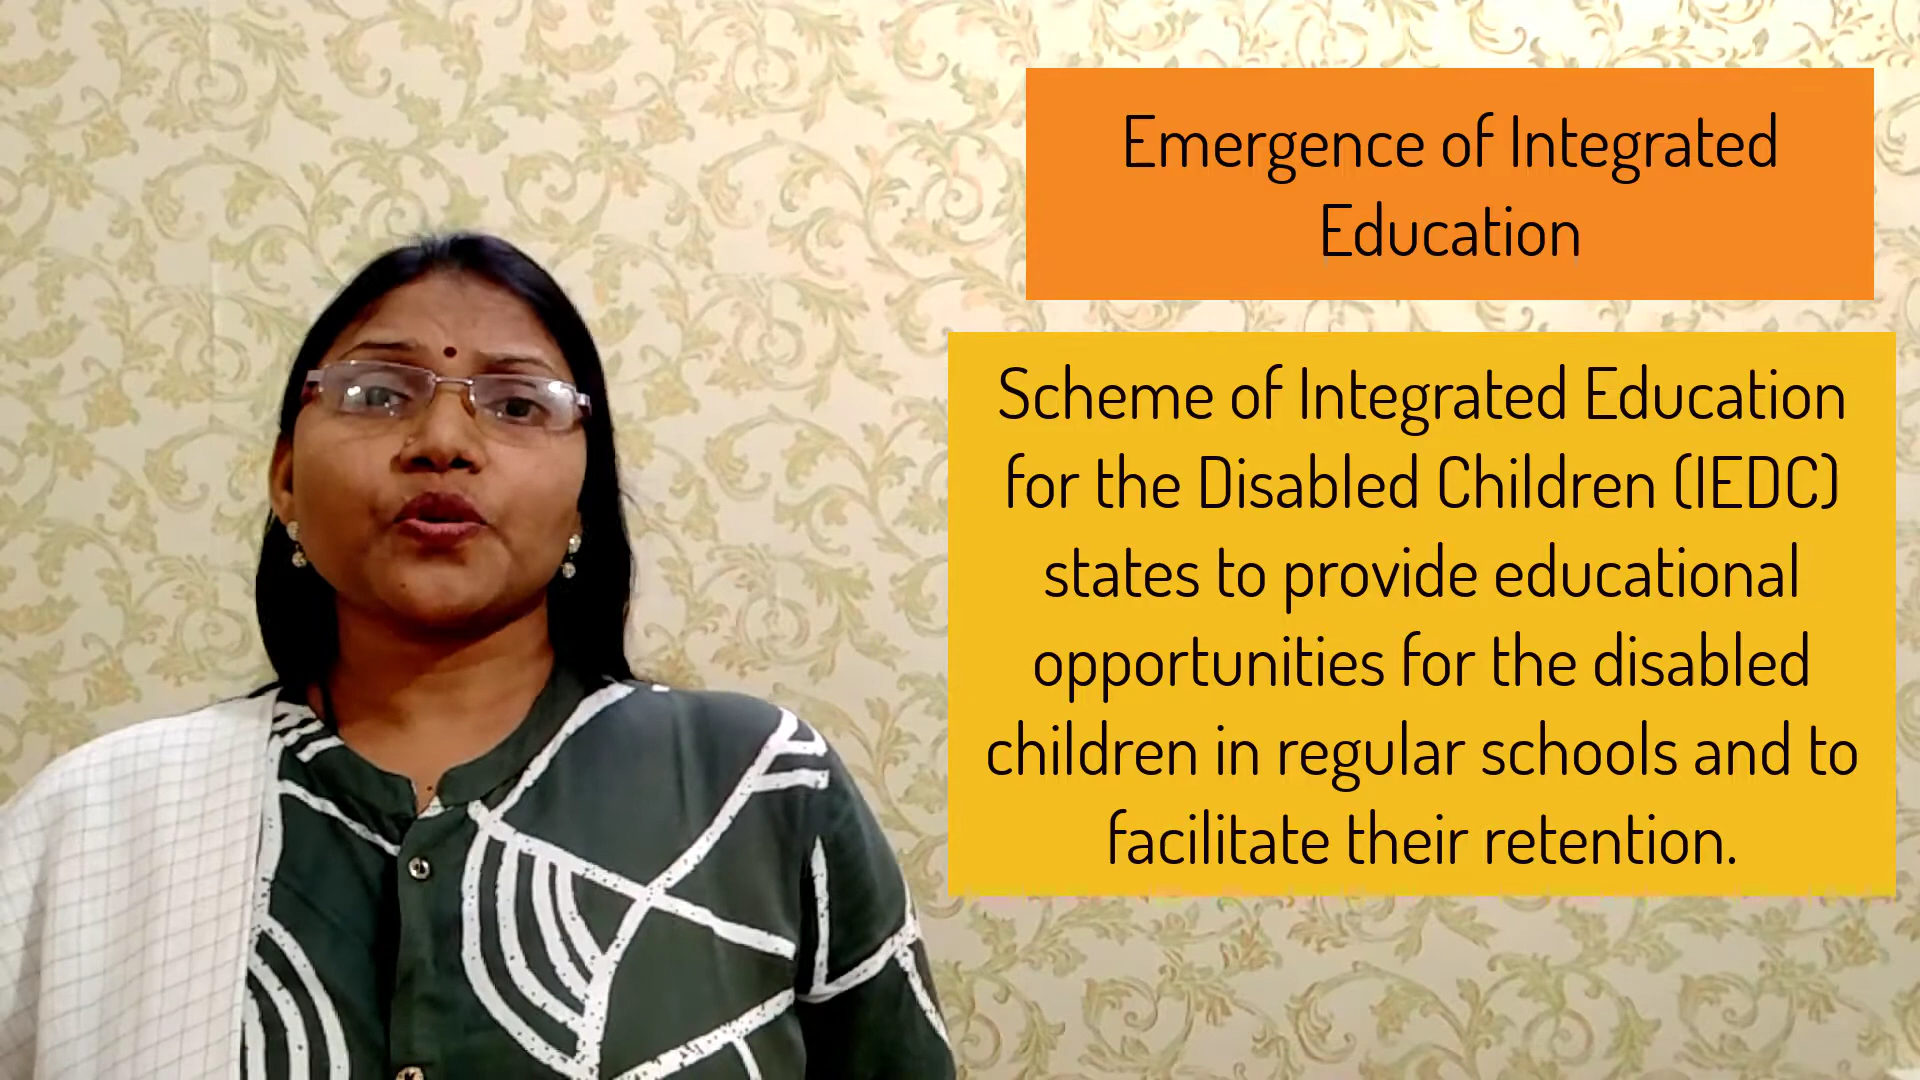 Emergence of Integrated
Education
Scheme of Integrated Education
for the Disabled Children (IEDC)
states to provide educational
opportunities for the disabled
children in regular schools and to
facilitate their retention.